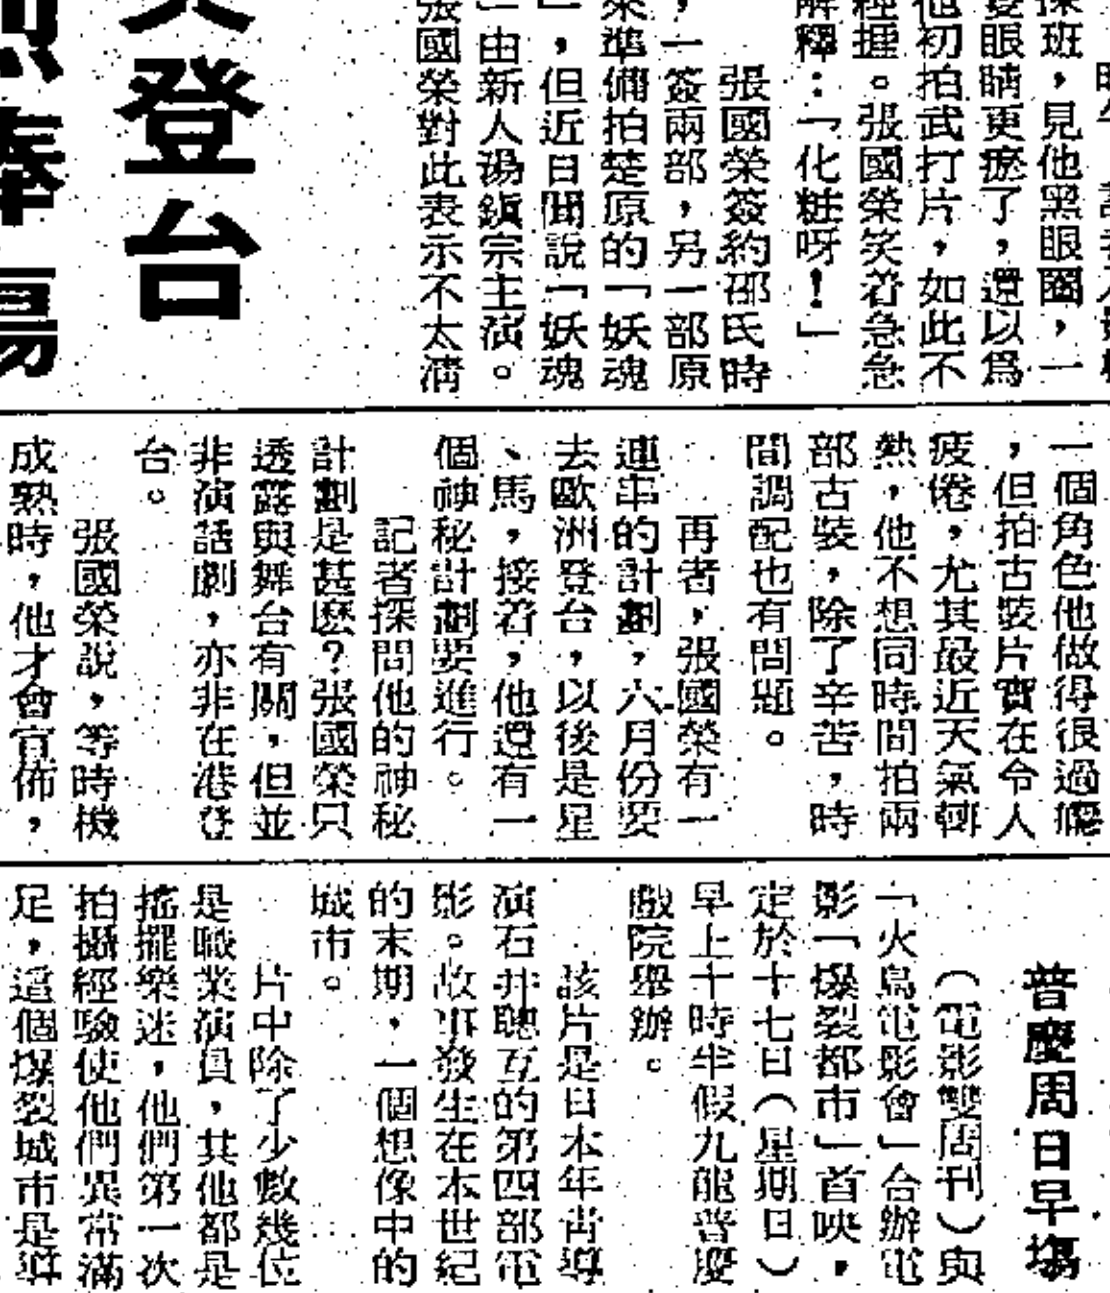 探班，見他黑眼圈，一
雙眼睛更瘀了，還以爲
他初拍武打片，如此不
經捱。張國榮笑着急急
解釋：「化粧呀！」
張國榮簽約邵氏時
，一簽兩部，另一部原
來準備拍楚原的「妖魂
」，但近日聞說「妖魂
」由新人湯鎮宗主演。
張國榮對此表示不太清
登台
捧場
一個角色他做得很過癮
，但拍古裝片實在令人
疲倦，尤其最近天氣轉
熱，他不想同時間拍兩
部古裝，除了辛苦，時
間調配也有問題。
再者，張國榮有一
連串的計劃，六月份要
去歐洲登台，以後是星
、馬，接着，他還有一
個神秘計劃要進行。
記者探問他的神秘
計劃是甚麽？張國榮只
透露與舞台有關，但並
非演話劇，亦非在港登
台。
張國榮說，等時機
成熟時，他才會宣佈，
普慶周日早場
（電影雙周刊）與
「火鳥電影會」合辦電
影「爆裂都市」首映，
定於十七日（星期日）
早上十時半假九龍普慶
戲院舉辦。
該片是日本年靑導
演石井聰互的第四部電
影。故事發生在本世紀
的末期，一個想像中的
城市。
片中除了少數幾位
是職業演員，其他都是
搖擺樂迷，他們第一次
拍攝經驗使他們異常滿
足，這個爆裂城市是導